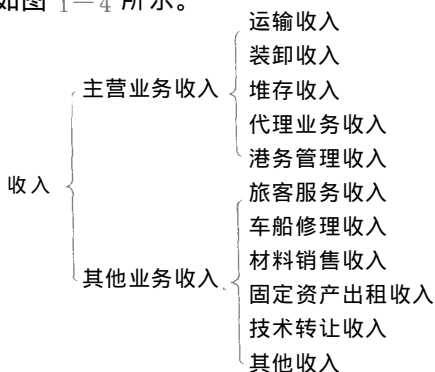 如图 1-4 所示。
运输收入
装卸收入
主营业务收入
堆存收入
代理业务收入
港务管理收入
收入
旅客服务收入
车船修理收入
材料销售收入
其他业务收入
固定资产出租收入
技术转让收入
其他收入